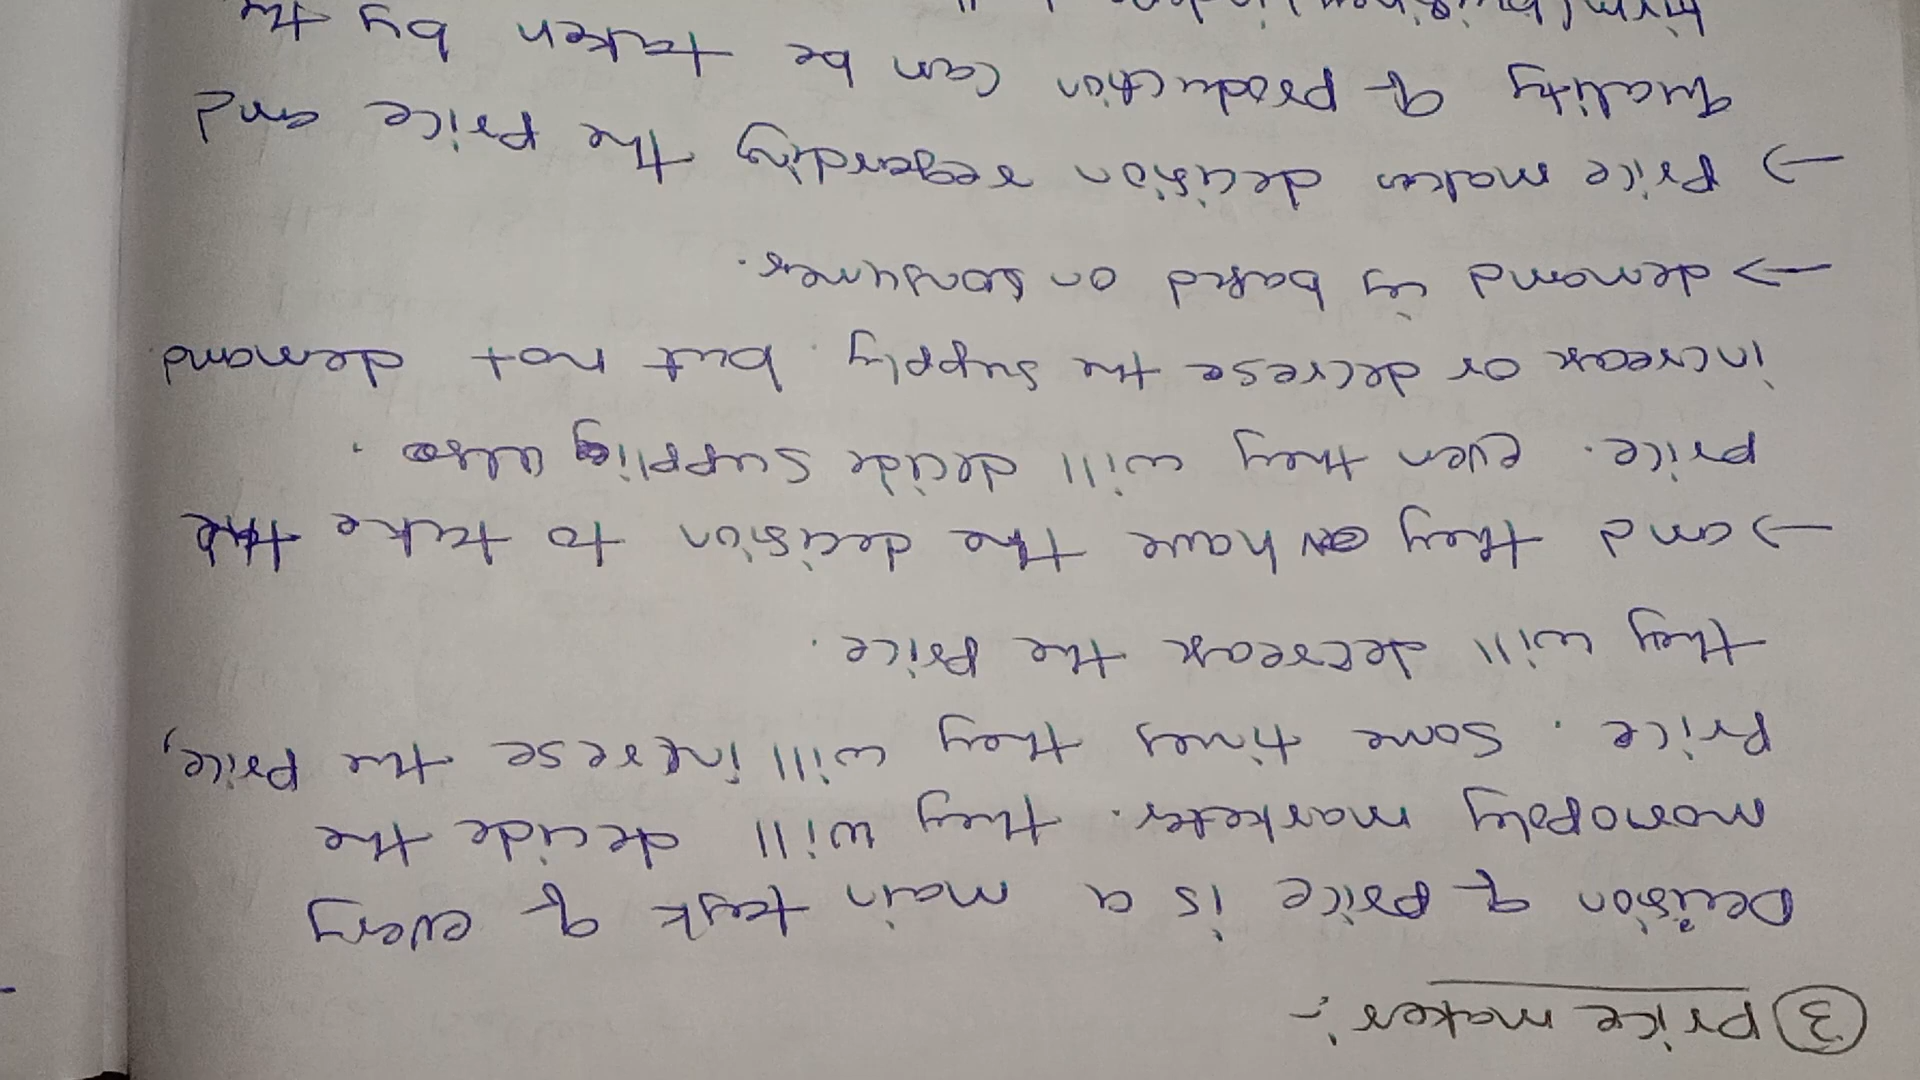 ③ Price maker :-
Decision of price is a main task of every
monopoly marketer. they will decide the
Price. Some times they will increse the price,
they will decrease the price.
→ and they have the decision to take the
price. even they will decide supplies also.
increase or decrese the supply. but not demand.
→ demand is based on consumer.
→ Price maker decision regarding the price and
quality of production can be taken by the
firm/